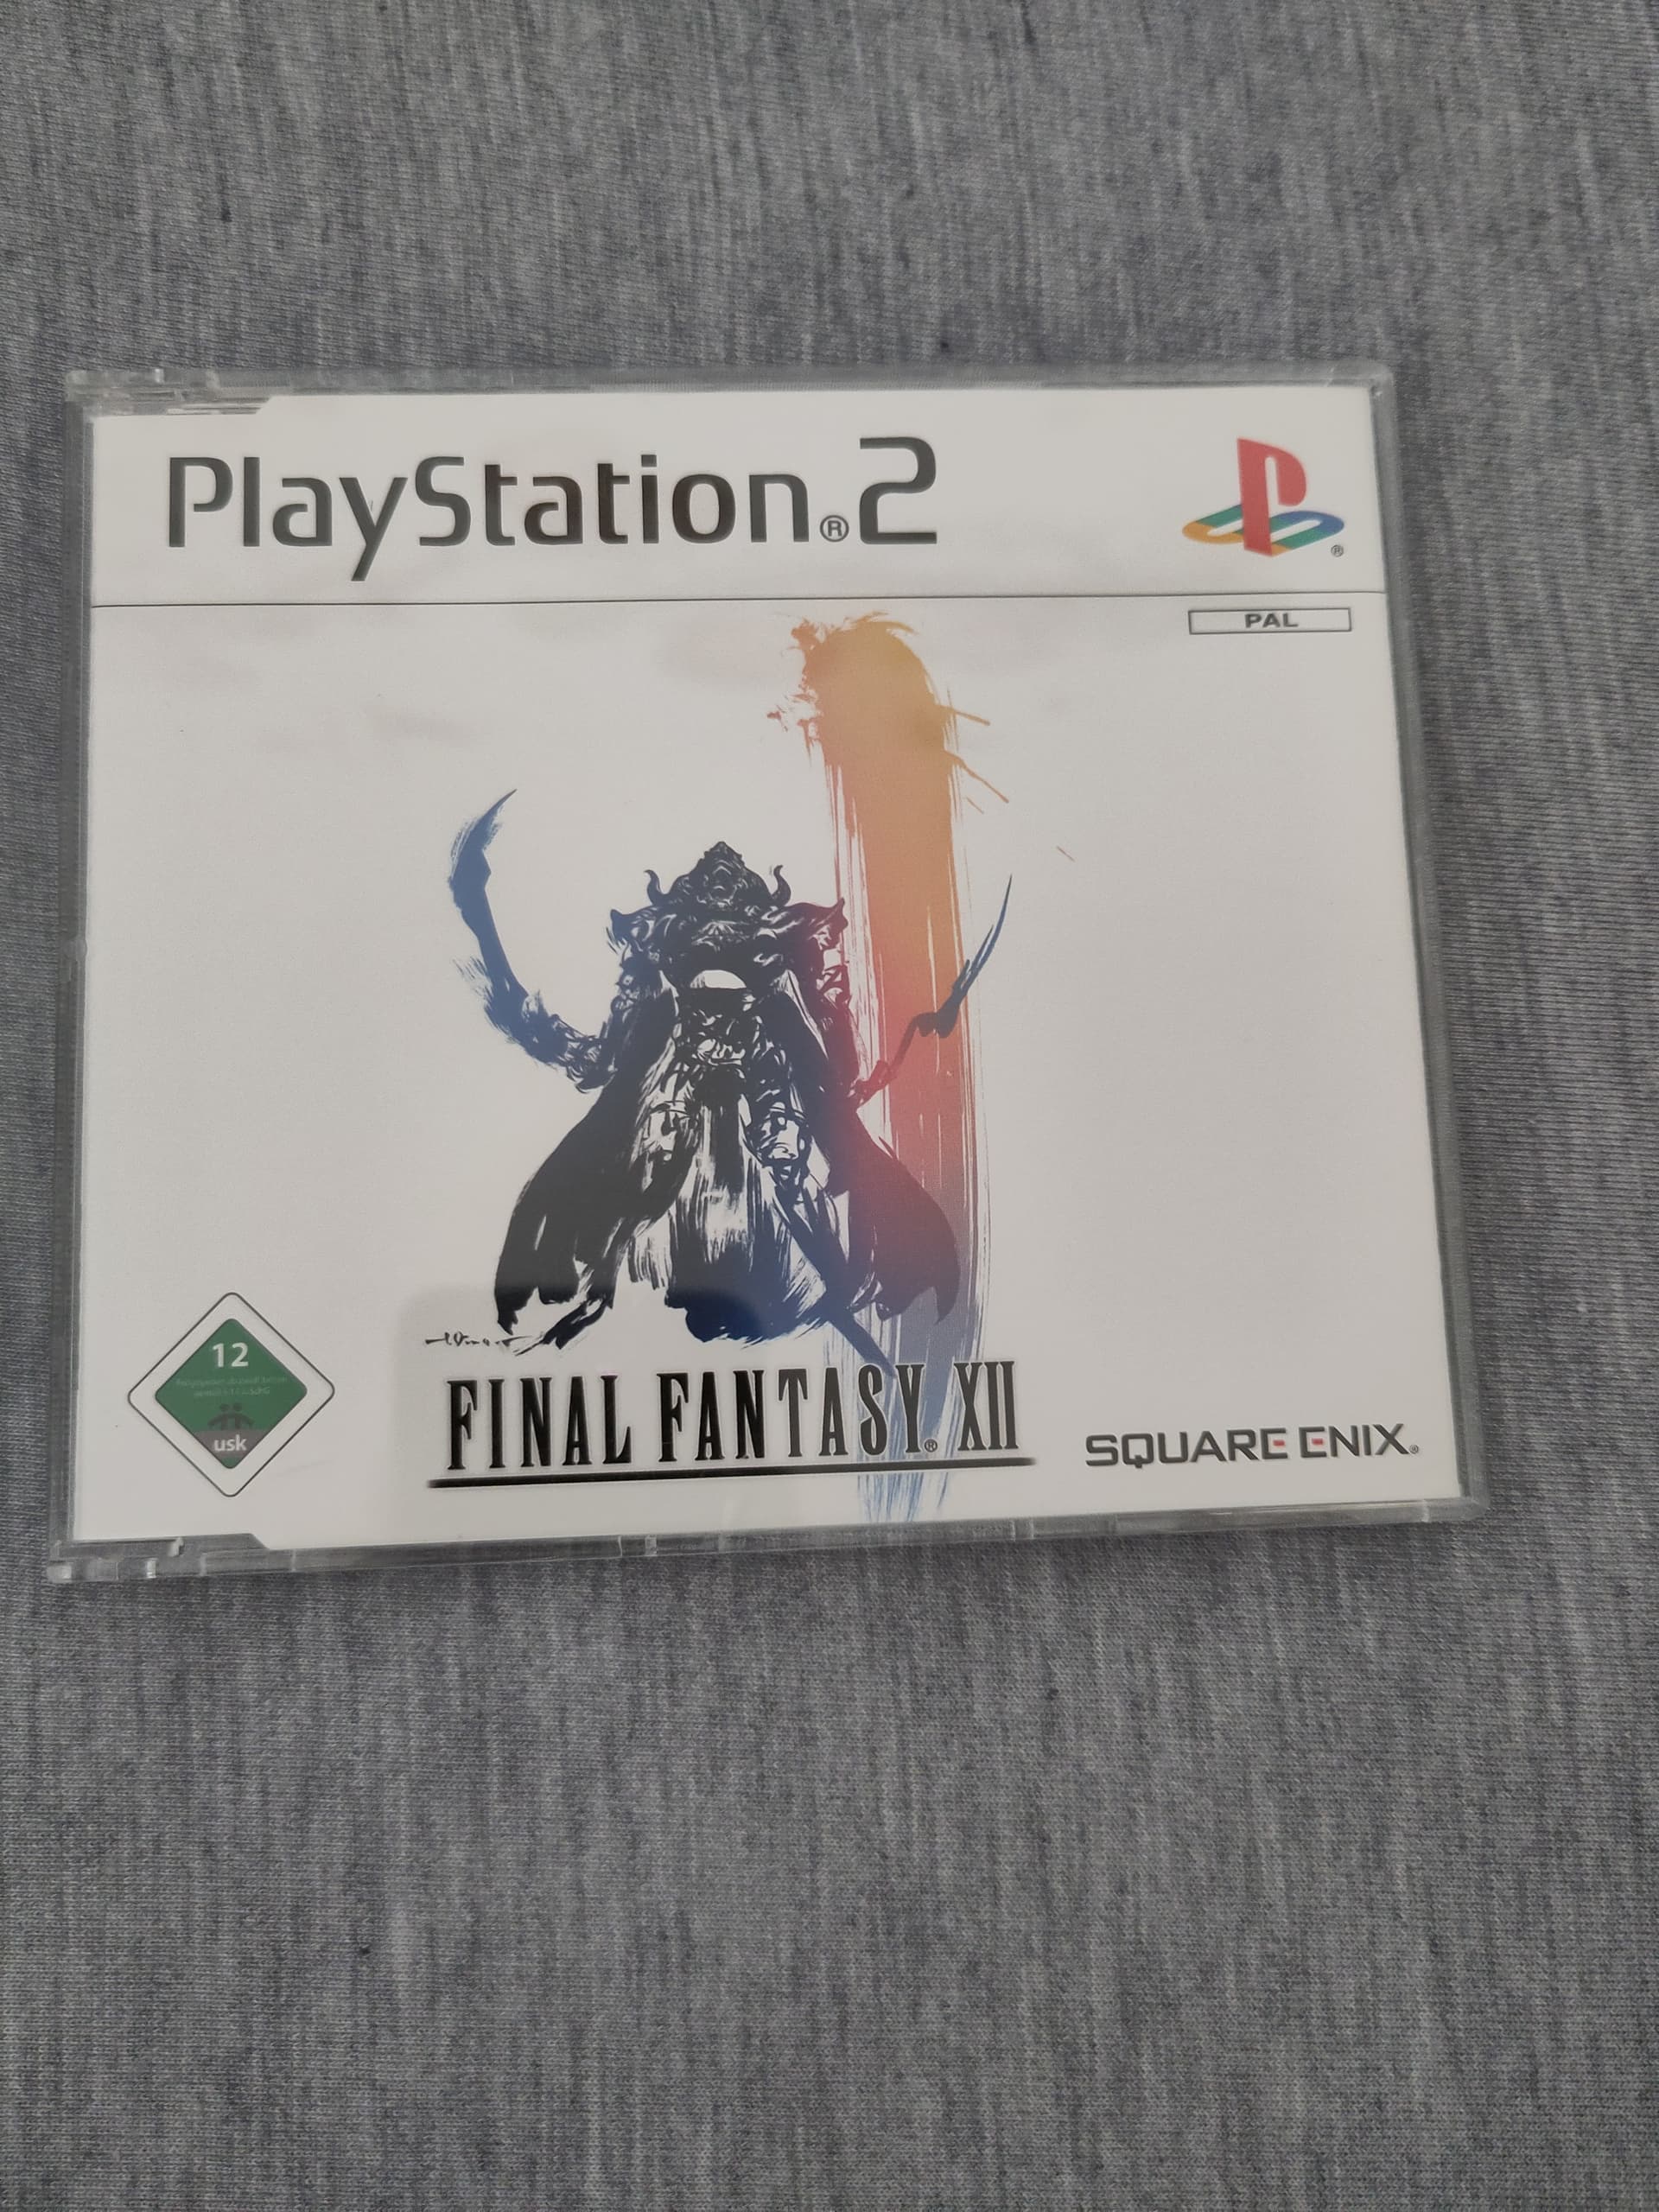 PlayStation®2
PAL
12
usk
FINAL FANTASY® XII
SQUARE ENIX®